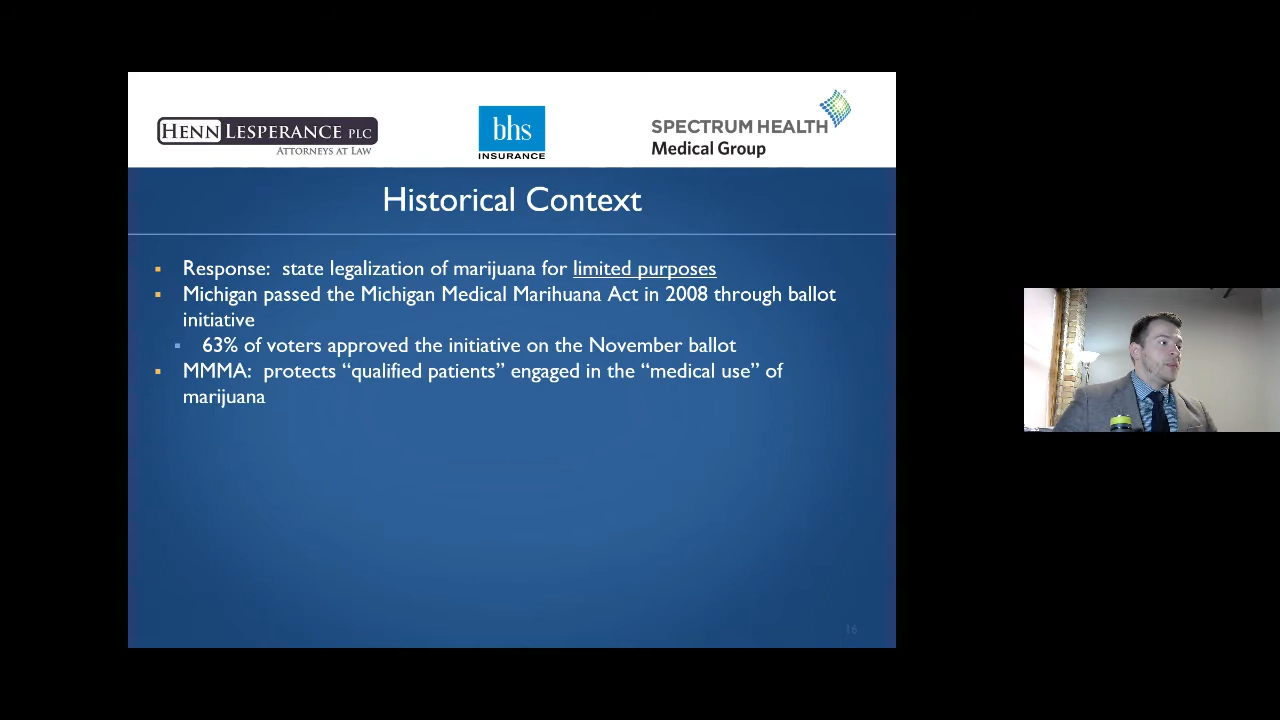 HENN LESPERANCE PLC
ATTORNEYS AT LAW
bhs
INSURANCE
SPECTRUM HEALTH
Medical Group
Historical Context
Response: state legalization of marijuana for limited purposes
Michigan passed the Michigan Medical Marihuana Act in 2008 through ballot
initiative
63% of voters approved the initiative on the November ballot
MMMA: protects “qualified patients” engaged in the “medical use” of
marijuana
16